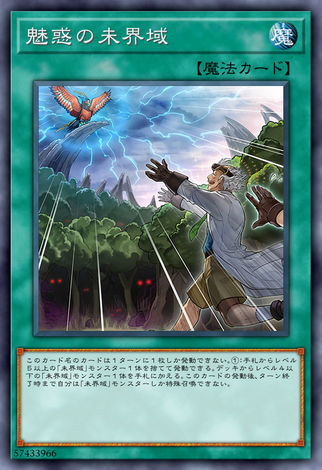 魅惑の未界域
魔
【魔法カード】
このカード名のカードは1ターンに1枚しか発動できない。①:手札からレベル
5以上の「未界域」モンスター1体を捨てて発動できる。デッキからレベル4以
下の「未界域」モンスター1体を手札に加える。このカードの発動後、ターン終
了時まで自分は「未界域」モンスターしか特殊召喚できない。
57433966